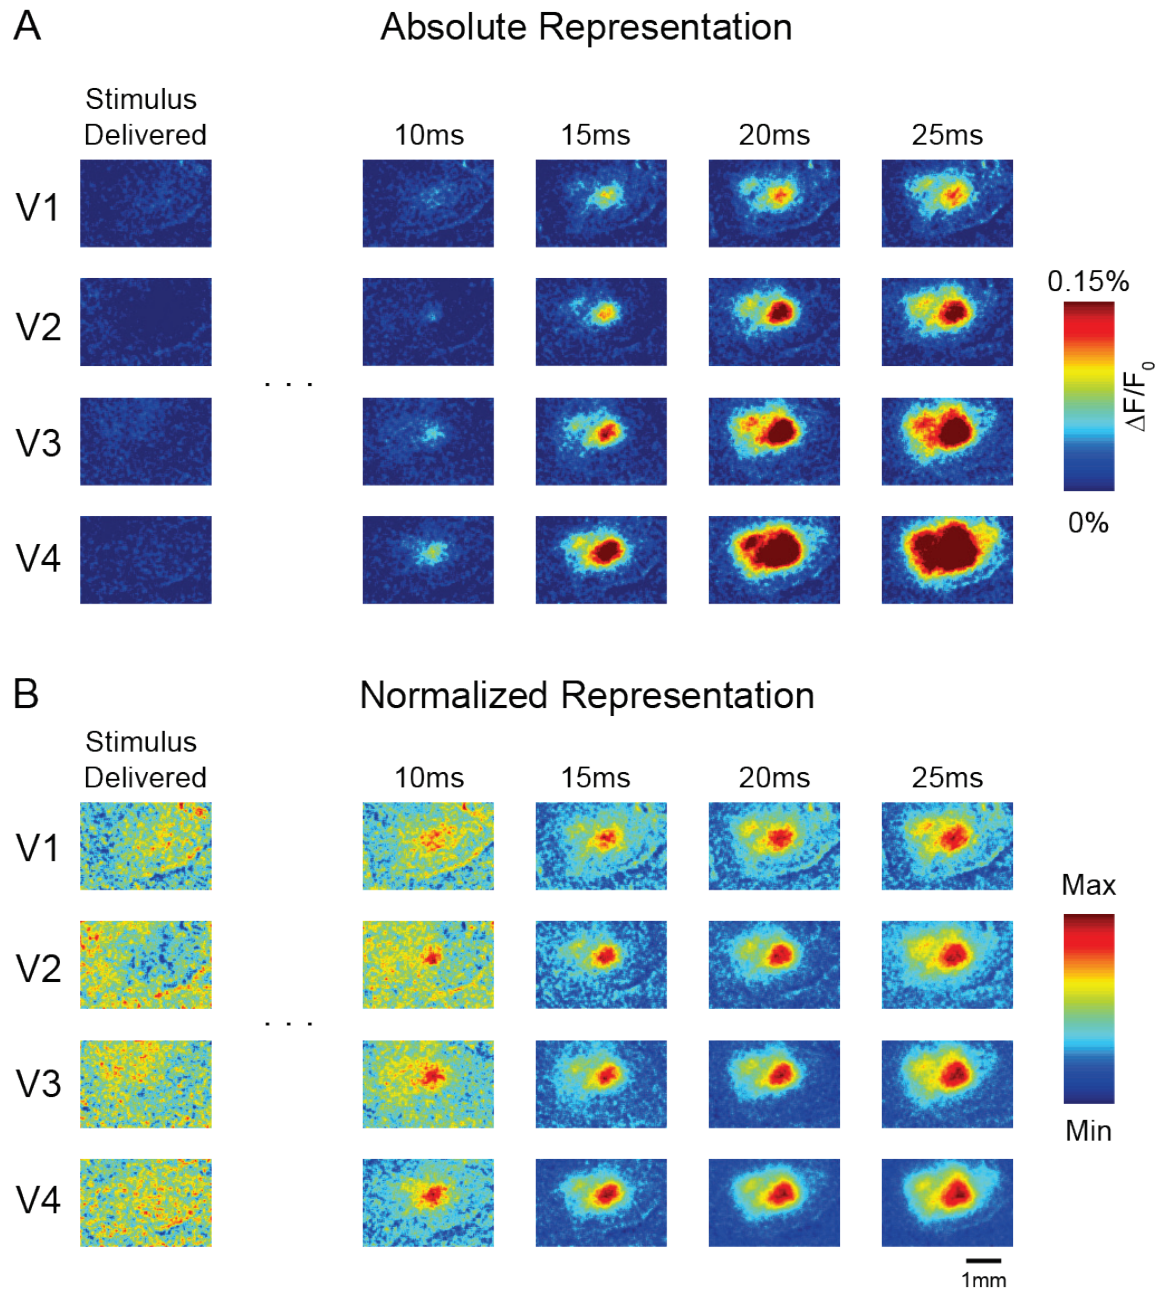 A
Absolute Representation
Stimulus
Delivered
10ms
15ms
20ms
25ms
V1
V2
V3
V4
. . .
0.15%
ΔF/F₀
0%
B
Normalized Representation
Stimulus
Delivered
10ms
15ms
20ms
25ms
V1
V2
V3
V4
. . .
Max
Min
1mm